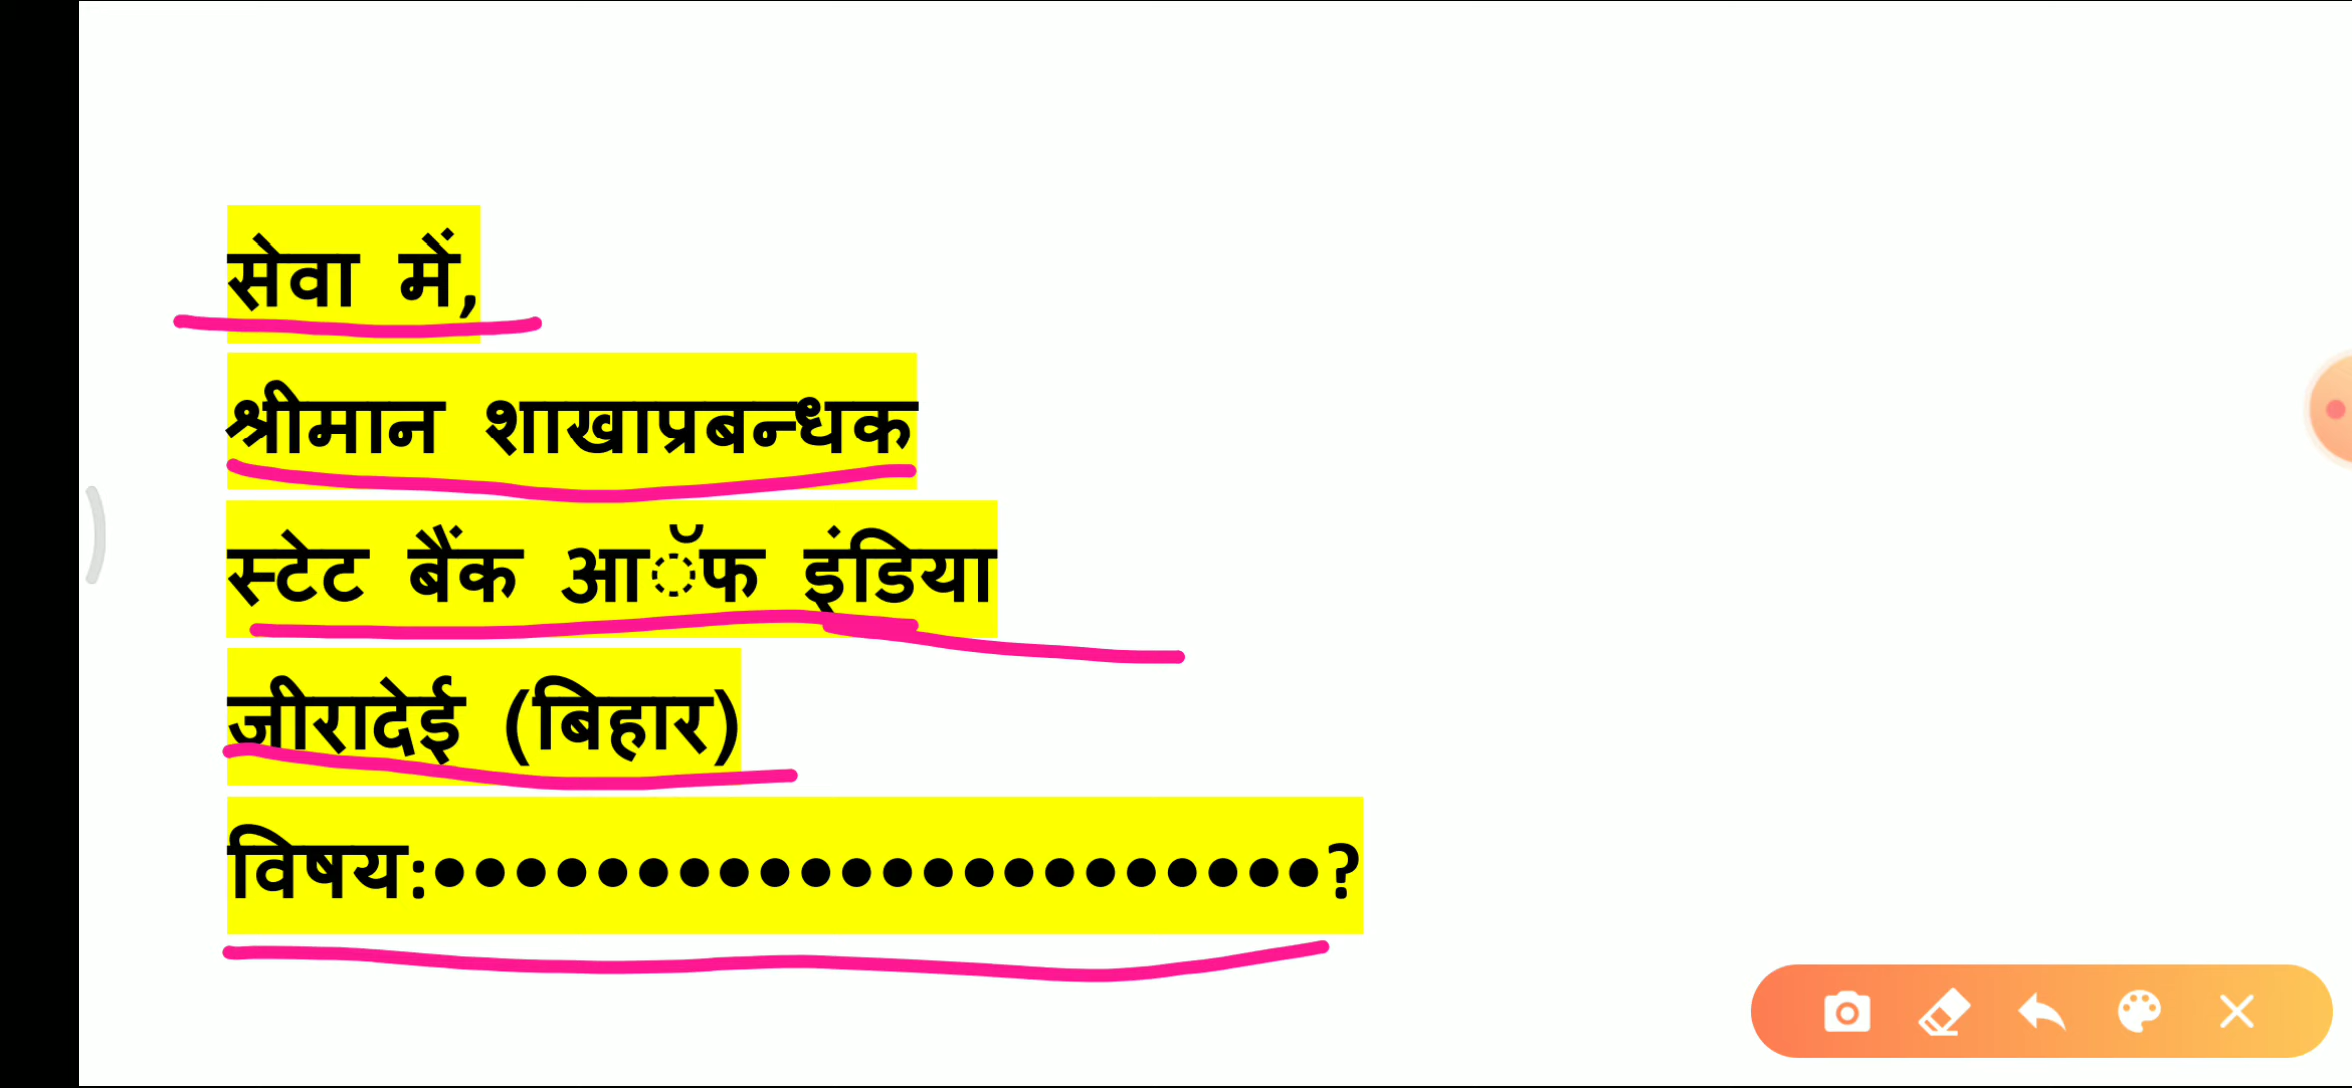 सेवा में,
श्रीमान शाखाप्रबन्धक
स्टेट बैंक आॅफ इंडिया
जीरादेई (बिहार)
विषय:••••••••••••••••••••••?